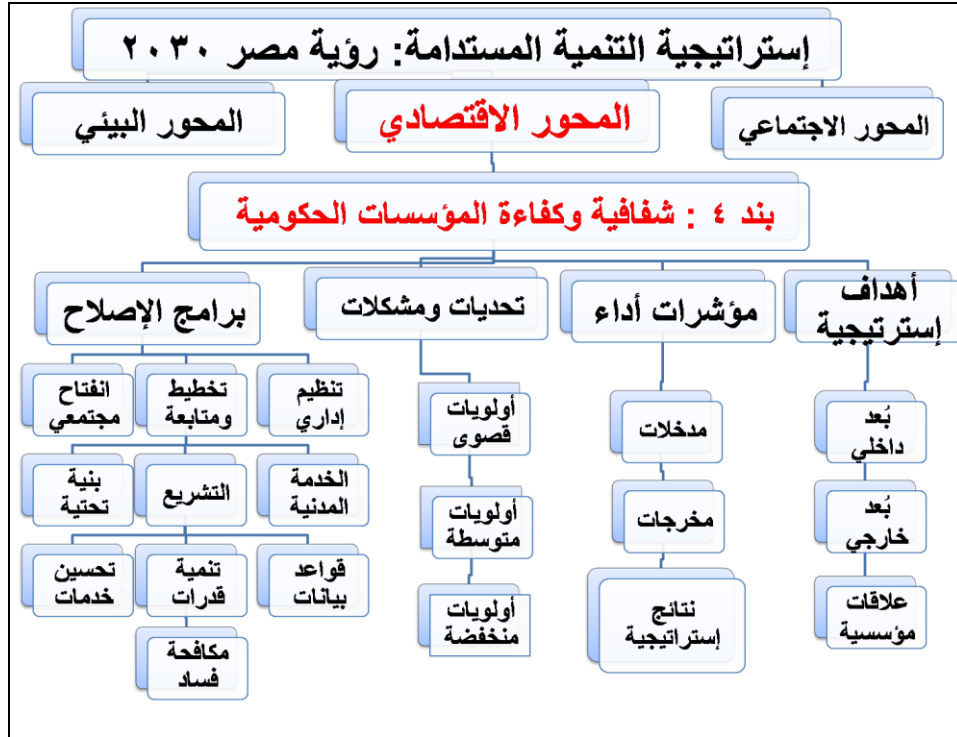 إستراتيجية التنمية المستدامة: رؤية مصر ٢٠٣٠
المحور الاجتماعي
المحور الاقتصادي
المحور البيئي
بند ٤ : شفافية وكفاءة المؤسسات الحكومية
أهداف
إسترتيجية
بُعد
داخلي
بُعد
خارجي
علاقات
مؤسسية
مؤشرات أداء
مدخلات
مخرجات
نتائج
إستراتيجية
تحديات ومشكلات
أولويات
قصوى
أولويات
متوسطة
أولويات
منخفضة
برامج الإصلاح
تنظيم
إداري
تخطيط
ومتابعة
انفتاح
مجتمعي
الخدمة
المدنية
التشريع
بنية
تحتية
قواعد
بيانات
تنمية
قدرات
تحسين
خدمات
مكافحة
فساد